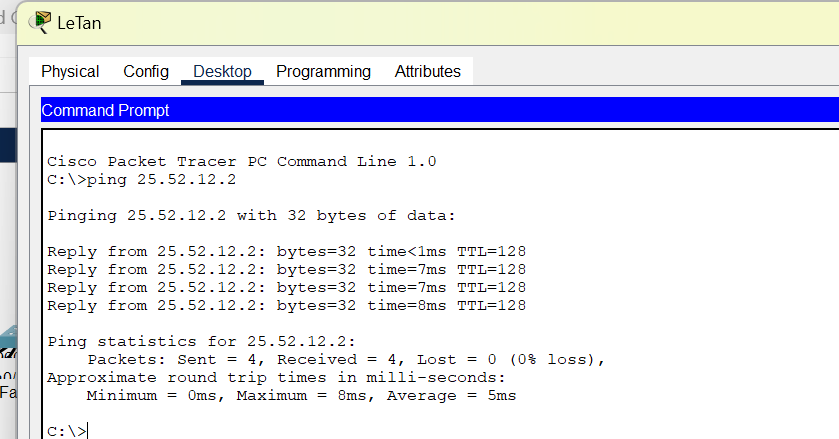 LeTan
Physical Config Desktop Programming Attributes
Command Prompt
Cisco Packet Tracer PC Command Line 1.0
C:\>ping 25.52.12.2
Pinging 25.52.12.2 with 32 bytes of data:
Reply from 25.52.12.2: bytes=32 time<1ms TTL=128
Reply from 25.52.12.2: bytes=32 time=7ms TTL=128
Reply from 25.52.12.2: bytes=32 time=7ms TTL=128
Reply from 25.52.12.2: bytes=32 time=8ms TTL=128
Ping statistics for 25.52.12.2:
Packets: Sent = 4, Received = 4, Lost = 0 (0% loss),
Approximate round trip times in milli-seconds:
Minimum = 0ms, Maximum = 8ms, Average = 5ms
C:\>
Fa